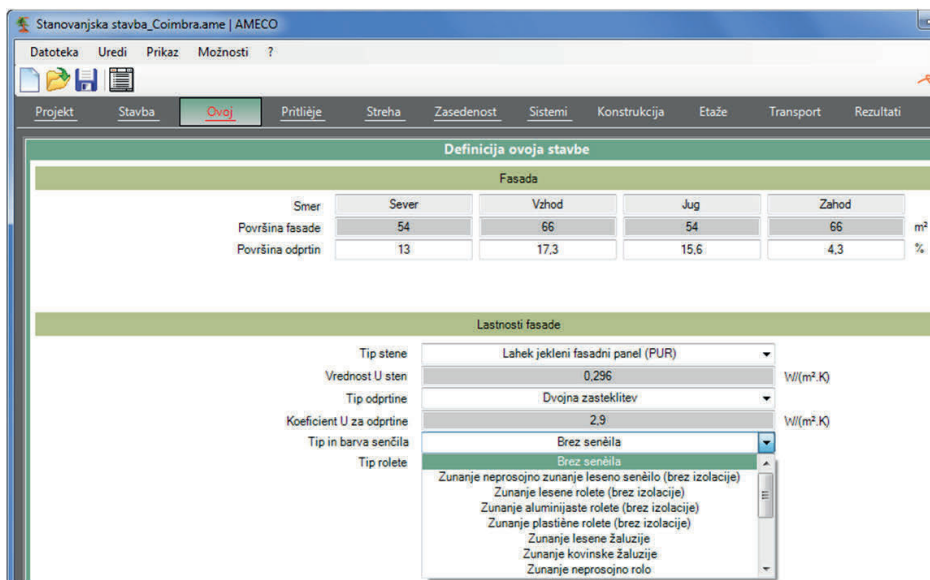 Stanovanjska stavba_Coimbra.ame | AMECO
Datoteka Uredi Prikaz Možnosti ?
Projekt Stavba Ovoj Pritlièje Streha Zasedenost Sistemi Konstrukcija Etaže Transport Rezultati
Definicija ovoja stavbe
Fasada
Smer Sever Vzhod Jug Zahod
Površina fasade 54 66 54 66 m²
Površina odprtin 13 17,3 15,6 4,3 %
Lastnosti fasade
Tip stene Lahek jekleni fasadni panel (PUR)
Vrednost U sten 0,296 W/(m².K)
Tip odprtine Dvojna zasteklitev
Koeficient U za odprtine 2,9 W/(m².K)
Tip in barva senčila Brez senèila
Tip rolete Brez senèila
Zunanje neprosojno zunanje leseno senèilo (brez izolacije)
Zunanje lesene rolete (brez izolacije)
Zunanje aluminijaste rolete (brez izolacije)
Zunanje plastiène rolete (brez izolacije)
Zunanje lesene žaluzije
Zunanje kovinske žaluzije
Zunanje neprosojno rolo